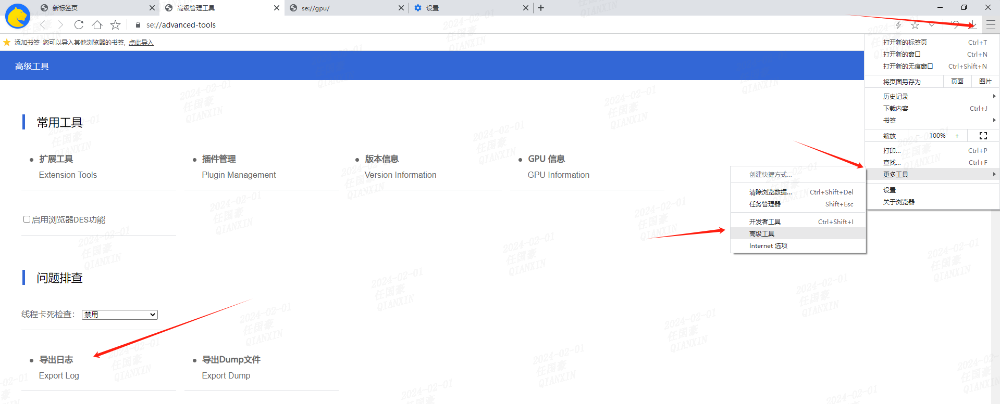 新标签页
高级管理工具
se://gpu/
设置
se://advanced-tools
添加书签 您可以导入其他浏览器的书签, 点此导入
高级工具
常用工具
扩展工具
Extension Tools
插件管理
Plugin Management
版本信息
Version Information
GPU 信息
GPU Information
启用浏览器DES功能
问题排查
线程卡死检查: 禁用
导出日志
Export Log
导出Dump文件
Export Dump
打开新的标签页 Ctrl+T
打开新的窗口 Ctrl+N
打开新的无痕窗口 Ctrl+Shift+N
将页面另存为 页面 图片
历史记录
下载内容 Ctrl+J
书签
缩放 − 100% +
打印... Ctrl+P
查找... Ctrl+F
更多工具
设置
关于浏览器
创建快捷方式...
清除浏览数据... Ctrl+Shift+Del
任务管理器 Shift+Esc
开发者工具 Ctrl+Shift+I
高级工具
Internet 选项
2024-02-01
任国豪
QIANXIN